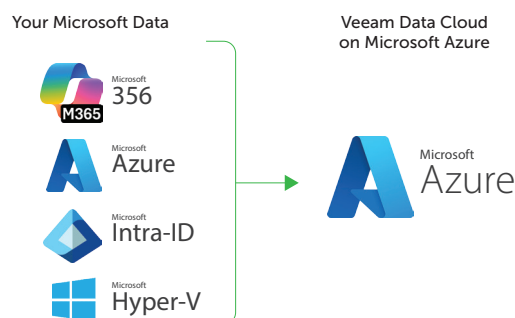 Your Microsoft Data
Microsoft
356
M365
Microsoft
Azure
Microsoft
Intra-ID
Microsoft
Hyper-V
Veeam Data Cloud
on Microsoft Azure
Microsoft
Azure